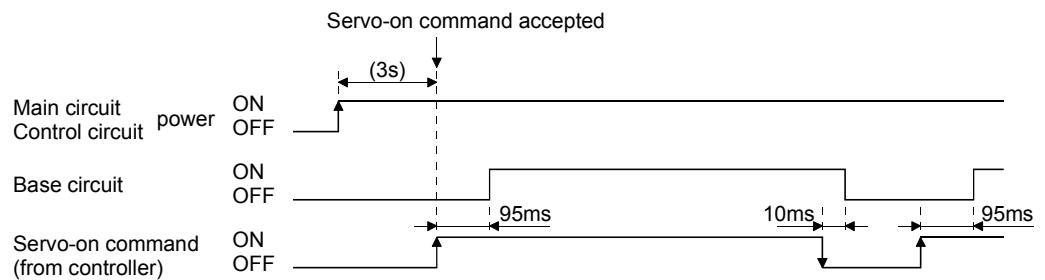 Servo-on command accepted
(3s)
Main circuit
Control circuit
power
ON
OFF
Base circuit
ON
OFF
95ms
10ms
95ms
Servo-on command
(from controller)
ON
OFF